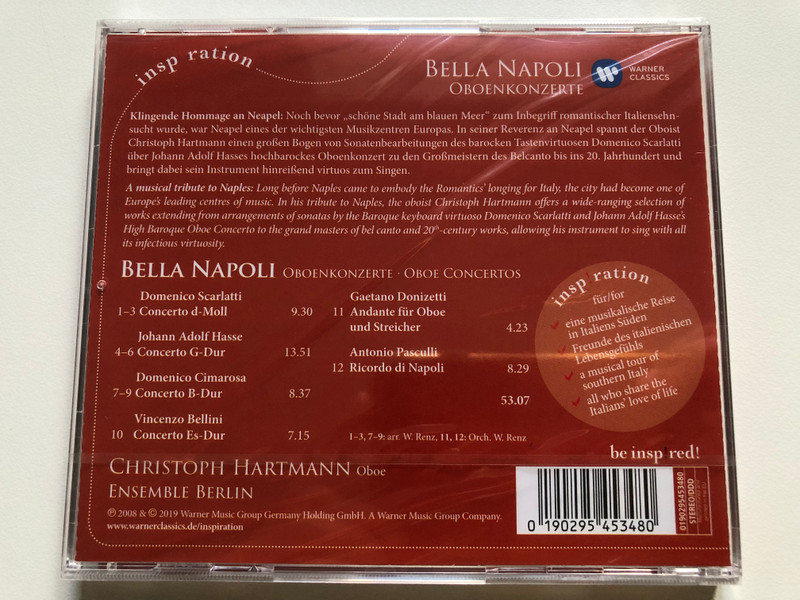 insp!ration
BELLA NAPOLI
OBOENKONZERTE
WARNER
CLASSICS
Klingende Hommage an Neapel: Noch bevor „schöne Stadt am blauen Meer“ zum Inbegriff romantischer Italiensehn-
sucht wurde, war Neapel eines der wichtigsten Musikzentren Europas. In seiner Reverenz an Neapel spannt der Oboist
Christoph Hartmann einen großen Bogen von Sonatenbearbeitungen des barocken Tastenvirtuosen Domenico Scarlatti
über Johann Adolf Hasses hochbarockes Oboenkonzert zu den Großmeistern des Belcanto bis ins 20. Jahrhundert und
bringt dabei sein Instrument hinreißend virtuos zum Singen.
A musical tribute to Naples: Long before Naples came to embody the Romantics' longing for Italy, the city had become one of
Europe's leading centres of music. In his tribute to Naples, the oboist Christoph Hartmann offers a wide-ranging selection of
works extending from arrangements of sonatas by the Baroque keyboard virtuoso Domenico Scarlatti and Johann Adolf Hasse's
High Baroque Oboe Concerto to the grand masters of bel canto and 20th-century works, allowing his instrument to sing with all
its infectious virtuosity.
BELLA NAPOLI OBOENKONZERTE · OBOE CONCERTOS
Domenico Scarlatti
1–3 Concerto d-Moll 9.30
Johann Adolf Hasse
4–6 Concerto G-Dur 13.51
Domenico Cimarosa
7–9 Concerto B-Dur 8.37
Vincenzo Bellini
10 Concerto Es-Dur 7.15
Gaetano Donizetti
11 Andante für Oboe
und Streicher 4.23
Antonio Pasculli
12 Ricordo di Napoli 8.29
53.07
1–3, 7–9: arr. W. Renz, 11, 12: Orch. W. Renz
insp!ration
für/for
eine musikalische Reise
in Italiens Süden
Freunde des italienischen
Lebensgefühls
a musical tour of
southern Italy
all who share the
Italians' love of life
be insp!red!
CHRISTOPH HARTMANN Oboe
ENSEMBLE BERLIN
℗ 2008 & © 2019 Warner Music Group Germany Holding GmbH. A Warner Music Group Company.
www.warnerclassics.de/inspiration
0 190295 453480
0190295453480
STEREO/DDD